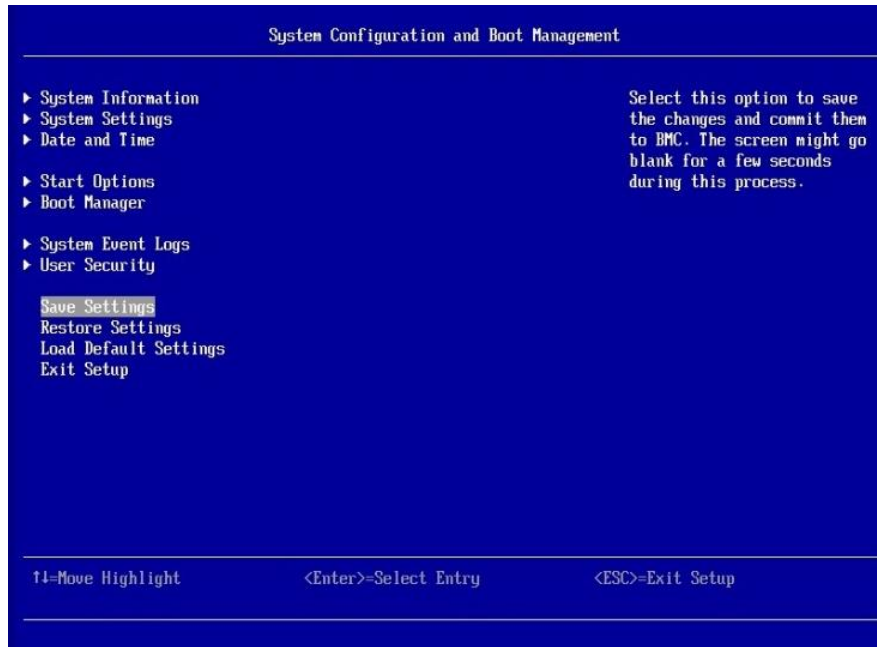 System Configuration and Boot Management
▶ System Information
▶ System Settings
▶ Date and Time
▶ Start Options
▶ Boot Manager
▶ System Event Logs
▶ User Security
Save Settings
Restore Settings
Load Default Settings
Exit Setup
Select this option to save
the changes and commit them
to BMC. The screen might go
blank for a few seconds
during this process.
↑↓=Move Highlight <Enter>=Select Entry <ESC>=Exit Setup